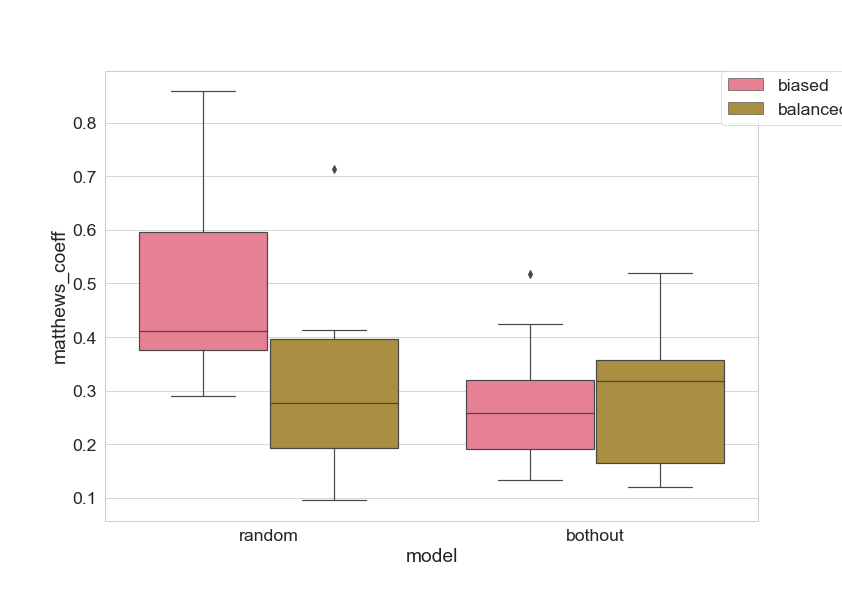 biased
balanced
0.8
0.7
0.6
0.5
0.4
0.3
0.2
0.1
matthews_coeff
random
bothout
model